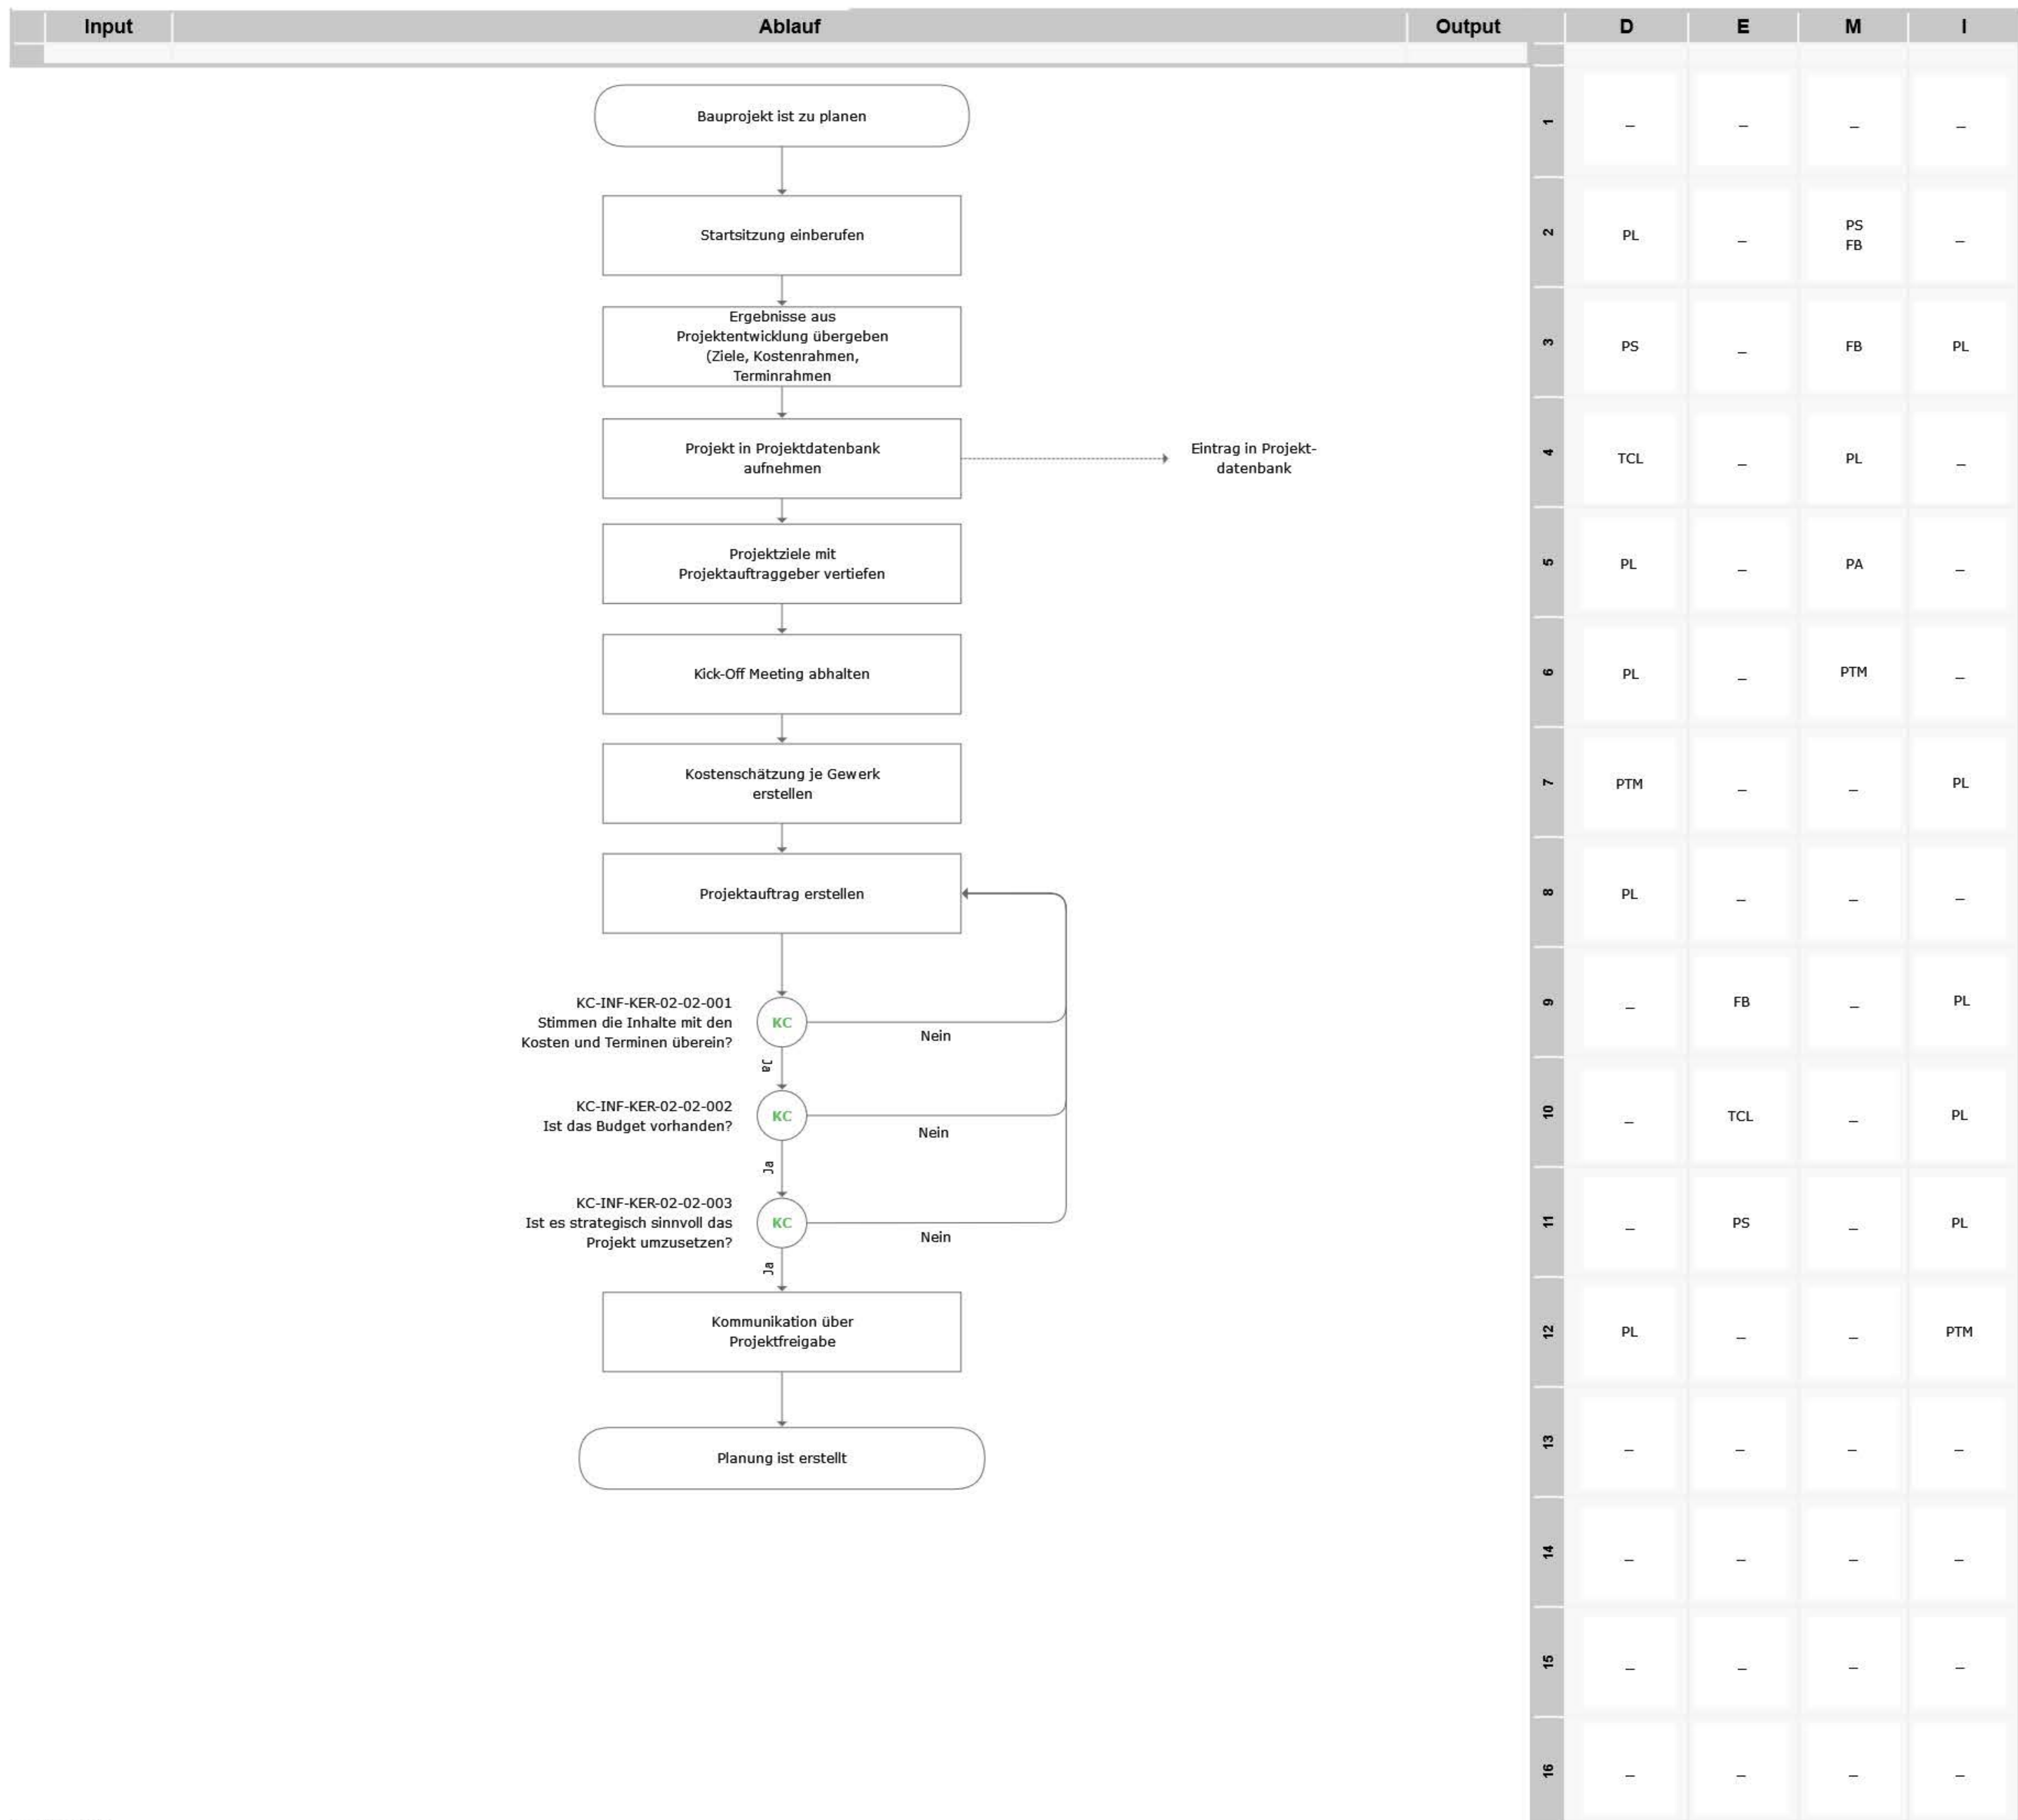 Input Ablauf Output D E M I
Bauprojekt ist zu planen
1 _ _ _ _
Startsitzung einberufen
2 PL _ PS _
FB
Ergebnisse aus
Projektentwicklung übergeben
(Ziele, Kostenrahmen,
Terminrahmen
3 PS _ FB PL
Projekt in Projektdatenbank
aufnehmen
Eintrag in Projekt-
datenbank
4 TCL _ PL _
Projektziele mit
Projektauftraggeber vertiefen
5 PL _ PA _
Kick-Off Meeting abhalten
6 PL _ PTM _
Kostenschätzung je Gewerk
erstellen
7 PTM _ _ PL
Projektauftrag erstellen
8 PL _ _ _
KC-INF-KER-02-02-001
Stimmen die Inhalte mit den
Kosten und Terminen überein?
KC
Nein
Ja
9 _ FB _ PL
KC-INF-KER-02-02-002
Ist das Budget vorhanden?
KC
Nein
Ja
10 _ TCL _ PL
KC-INF-KER-02-02-003
Ist es strategisch sinnvoll das
Projekt umzusetzen?
KC
Nein
Ja
11 _ PS _ PL
Kommunikation über
Projektfreigabe
12 PL _ _ PTM
Planung ist erstellt
13 _ _ _ _
14 _ _ _ _
15 _ _ _ _
16 _ _ _ _